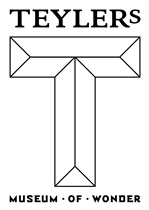 TEYLERS
T
MUSEUM · OF · WONDER